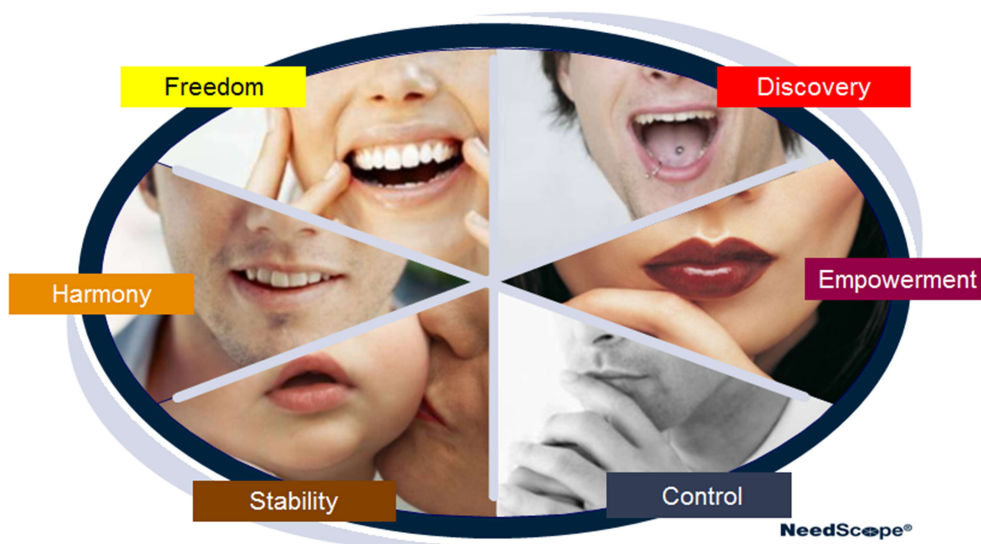 Freedom
Discovery
Harmony
Empowerment
Stability
Control
NeedScope®